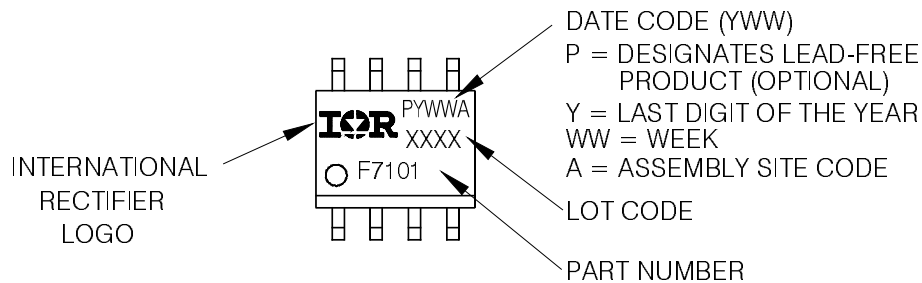 DATE CODE (YWW)
P = DESIGNATES LEAD-FREE
PRODUCT (OPTIONAL)
Y = LAST DIGIT OF THE YEAR
WW = WEEK
A = ASSEMBLY SITE CODE
LOT CODE
PART NUMBER
INTERNATIONAL
RECTIFIER
LOGO
PYWWA
IOR
XXXX
F7101